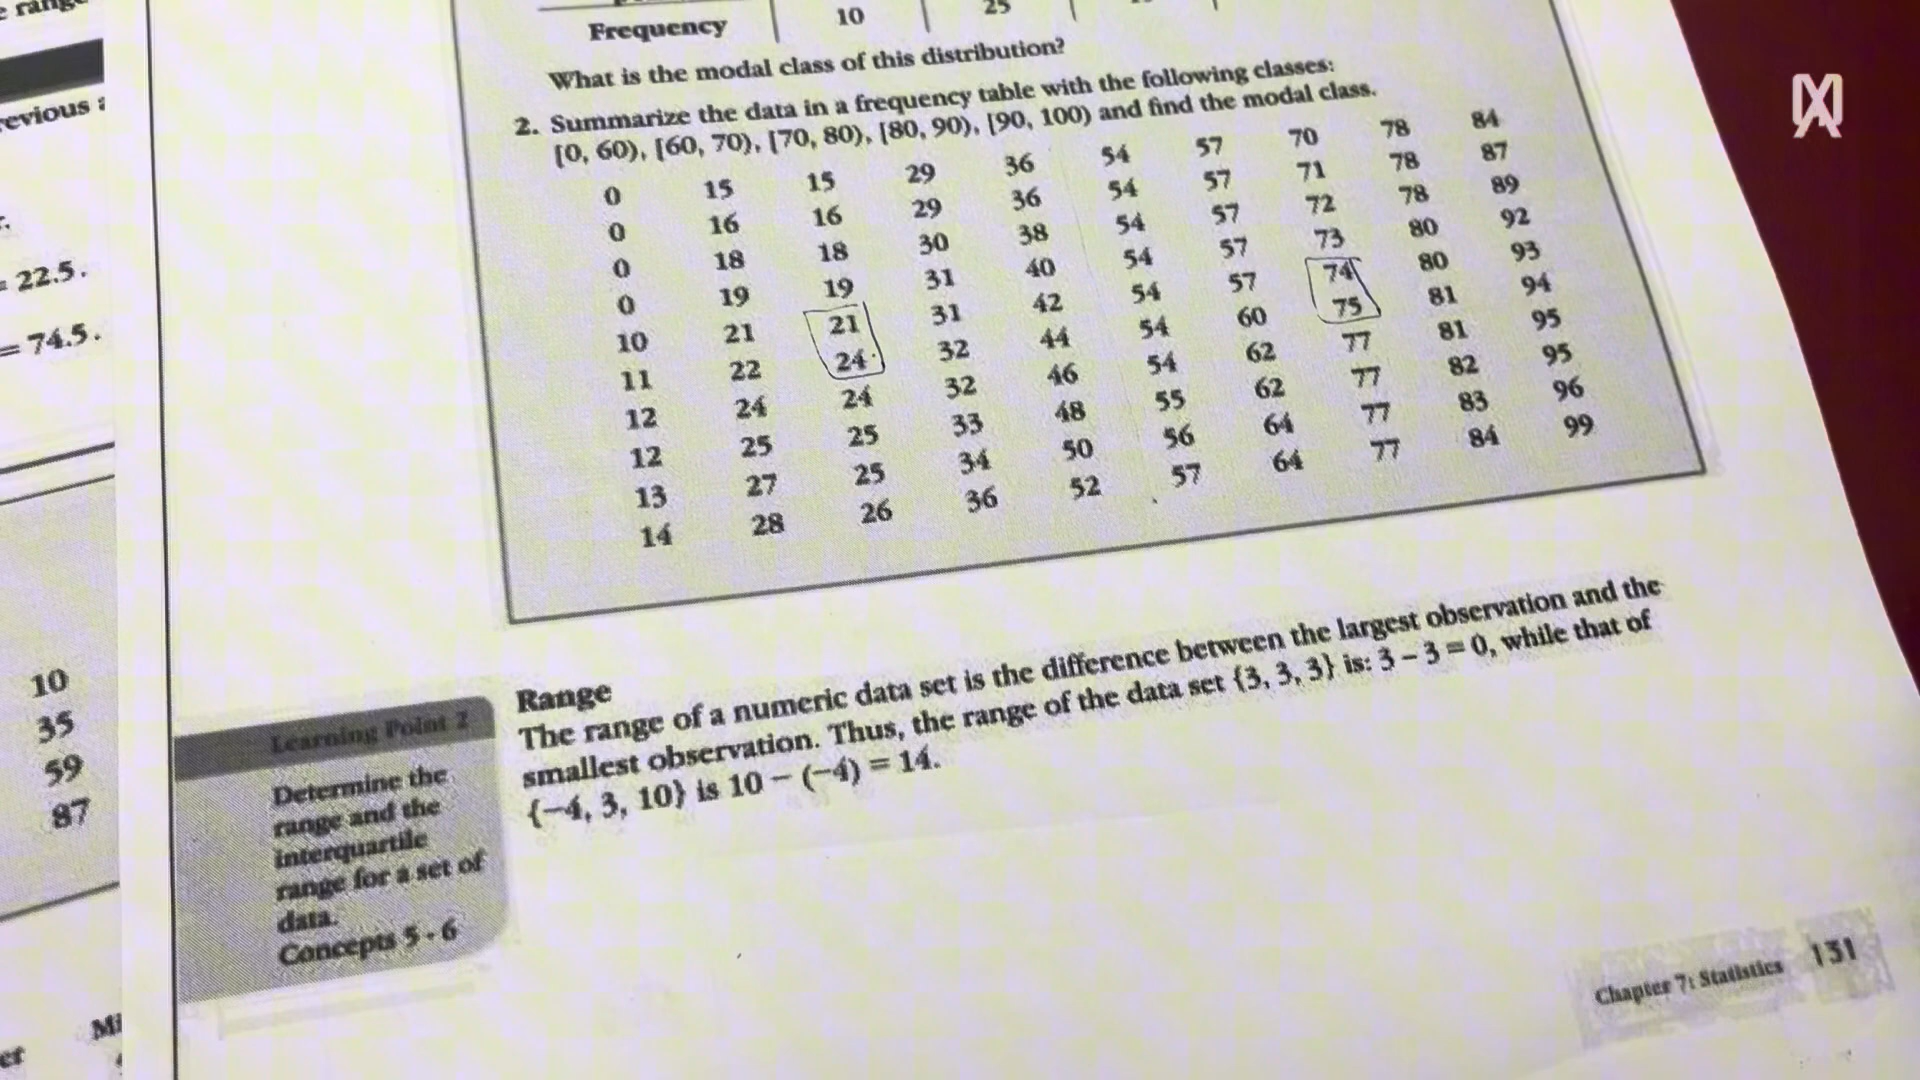 Frequency 10 25
What is the modal class of this distribution?
2. Summarize the data in a frequency table with the following classes:
[0, 60), [60, 70), [70, 80), [80, 90), [90, 100) and find the modal class.
0 15 15 29 36 54 57 70 78 84
0 16 16 29 36 54 57 71 78 87
0 18 18 30 38 54 57 72 78 89
0 19 19 31 40 54 57 73 80 92
10 21 21 31 42 54 57 74 80 93
11 22 24 32 44 54 60 75 81 94
12 24 24 32 46 54 62 77 81 95
12 25 25 33 48 55 62 77 82 95
13 27 25 34 50 56 64 77 83 96
14 28 26 36 52 57 64 77 84 99
evious
= 22.5.
= 74.5.
10
35
59
87
Learning Point 2
Determine the
range and the
interquartile
range for a set of
data.
Concepts 5 - 6
Range
The range of a numeric data set is the difference between the largest observation and the
smallest observation. Thus, the range of the data set {3, 3, 3} is: 3 – 3 = 0, while that of
{–4, 3, 10} is 10 – (–4) = 14.
Chapter 7: Statistics 131